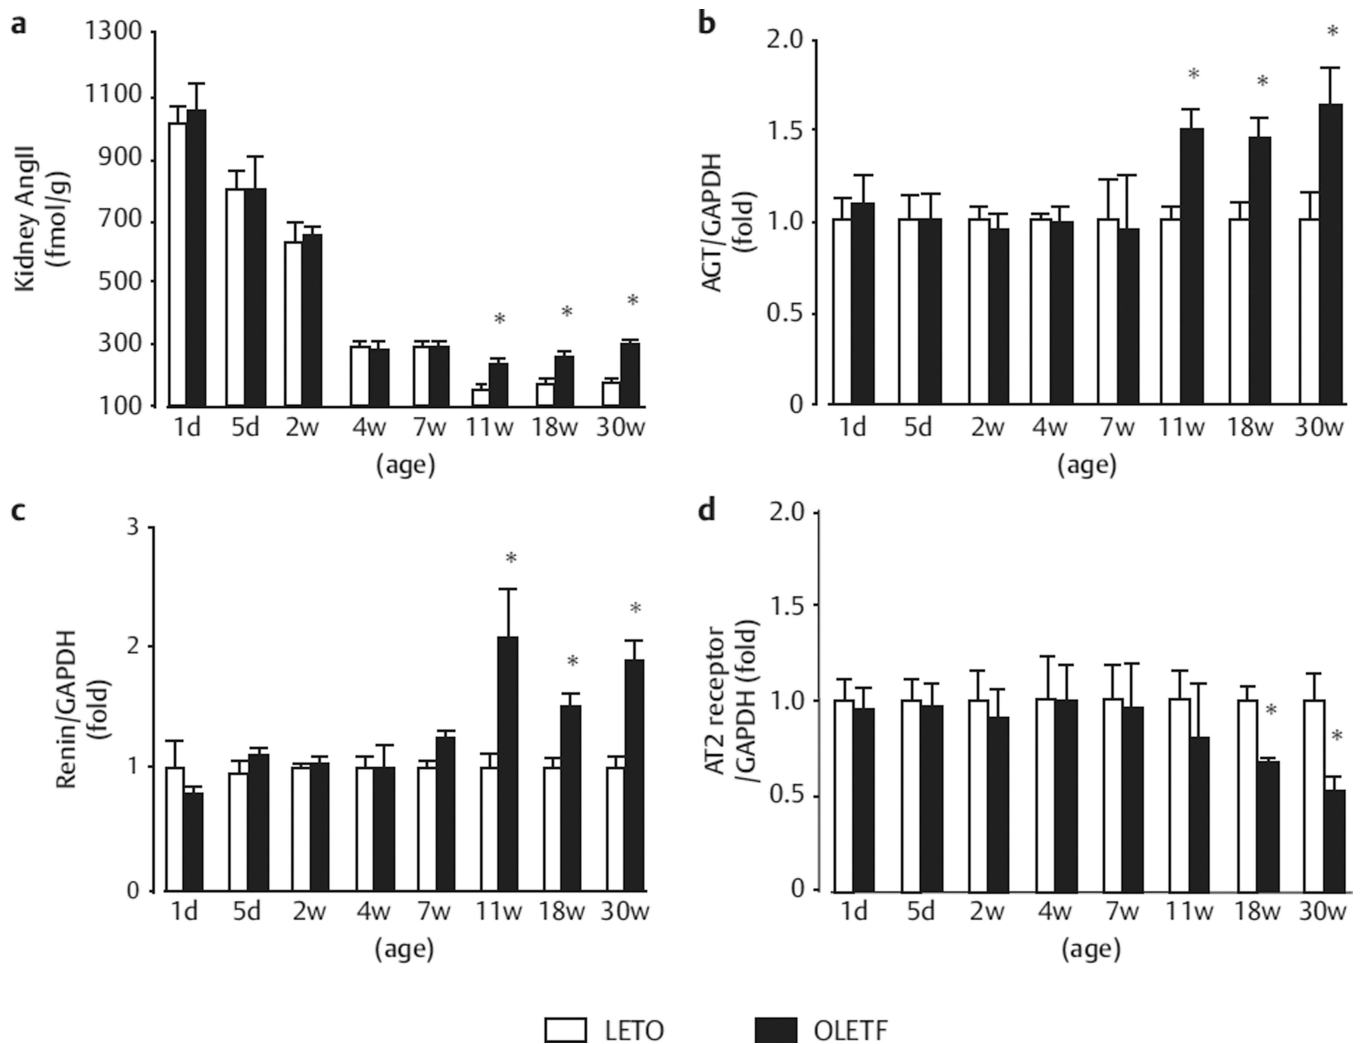 a
1300
1100
900
700
500
300
100
Kidney AngII
(fmol/g)
* * *
1d 5d 2w 4w 7w 11w 18w 30w
(age)
b
2.0
1.5
1.0
0.5
0
AGT/GAPDH
(fold)
* * *
1d 5d 2w 4w 7w 11w 18w 30w
(age)
c
3
2
1
0
Renin/GAPDH
(fold)
* * *
1d 5d 2w 4w 7w 11w 18w 30w
(age)
d
2.0
1.5
1.0
0.5
0
AT2 receptor
/GAPDH (fold)
* *
1d 5d 2w 4w 7w 11w 18w 30w
(age)
LETO OLETF